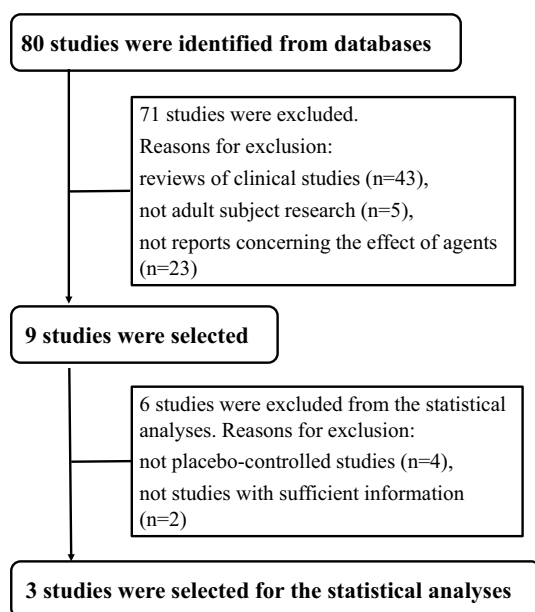 80 studies were identified from databases
71 studies were excluded.
Reasons for exclusion:
reviews of clinical studies (n=43),
not adult subject research (n=5),
not reports concerning the effect of agents
(n=23)
9 studies were selected
6 studies were excluded from the statistical
analyses. Reasons for exclusion:
not placebo-controlled studies (n=4),
not studies with sufficient information
(n=2)
3 studies were selected for the statistical analyses